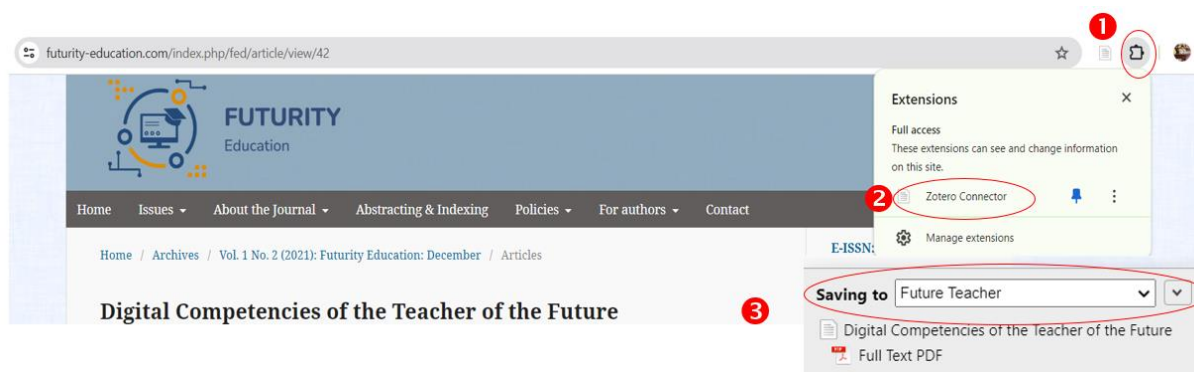 1
futurity-education.com/index.php/fed/article/view/42
FUTURITY
Education
Home Issues About the Journal Abstracting & Indexing Policies For authors Contact
Home / Archives / Vol. 1 No. 2 (2021): Futurity Education: December / Articles
Digital Competencies of the Teacher of the Future
Extensions
Full access
These extensions can see and change information
on this site.
2 Zotero Connector
Manage extensions
E-ISSN:
3
Saving to Future Teacher
Digital Competencies of the Teacher of the Future
PDF Full Text PDF